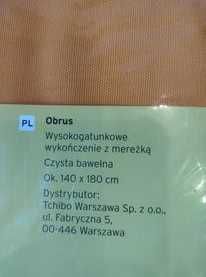 PL Obrus
Wysokogatunkowe
wykończenie z mereżką
Czysta bawełna
Ok. 140 x 180 cm
Dystrybutor:
Tchibo Warszawa Sp. z o.o.,
ul. Fabryczna 5,
00-446 Warszawa